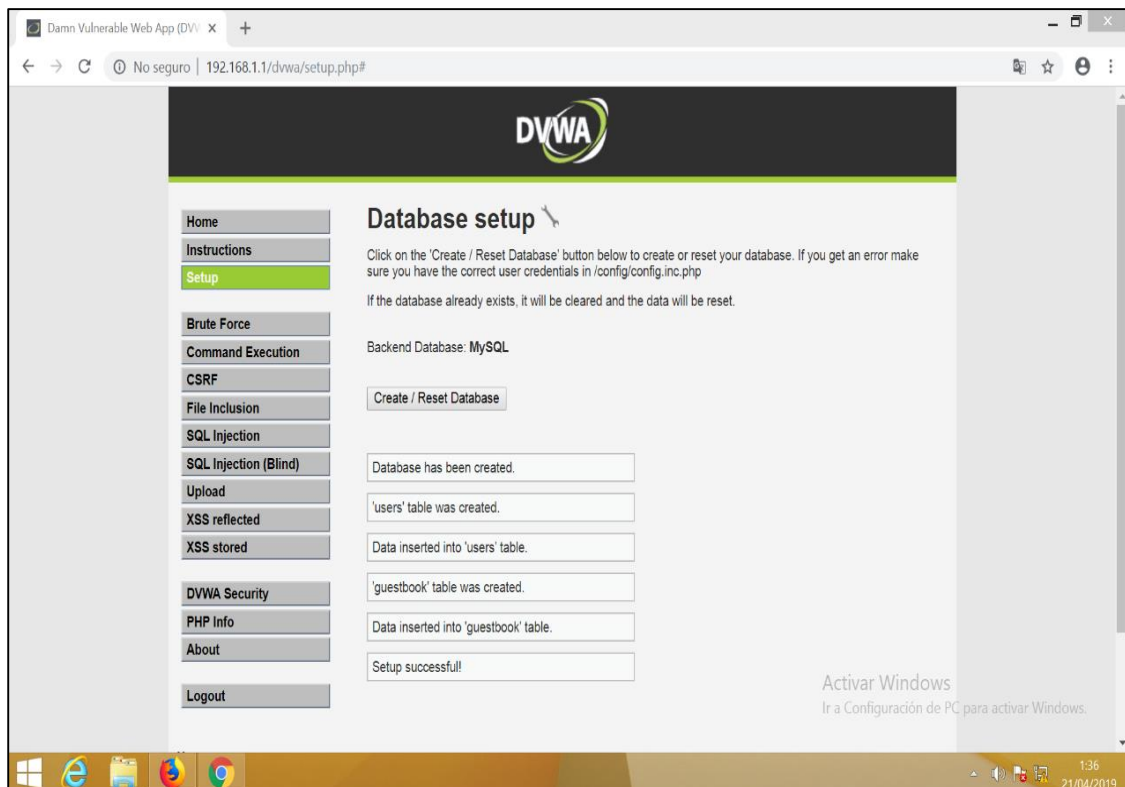 Damn Vulnerable Web App (DV
No seguro | 192.168.1.1/dvwa/setup.php#
DVWA
Home
Instructions
Setup
Brute Force
Command Execution
CSRF
File Inclusion
SQL Injection
SQL Injection (Blind)
Upload
XSS reflected
XSS stored
DVWA Security
PHP Info
About
Logout
Database setup
Click on the 'Create / Reset Database' button below to create or reset your database. If you get an error make
sure you have the correct user credentials in /config/config.inc.php
If the database already exists, it will be cleared and the data will be reset.
Backend Database: MySQL
Create / Reset Database
Database has been created.
'users' table was created.
Data inserted into 'users' table.
'guestbook' table was created.
Data inserted into 'guestbook' table.
Setup successful!
Activar Windows
Ir a Configuración de PC para activar Windows.
1:36
21/04/2019